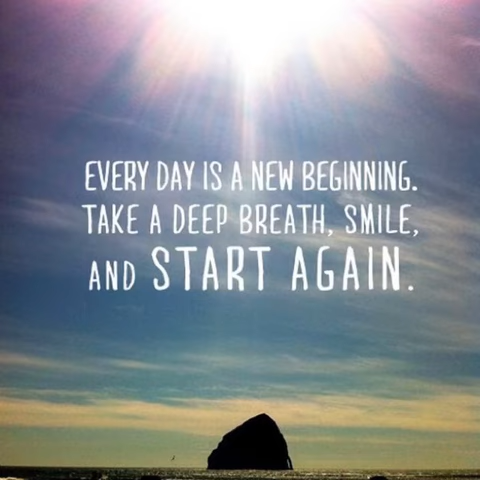 EVERY DAY IS A NEW BEGINNING.
TAKE A DEEP BREATH, SMILE,
AND START AGAIN.